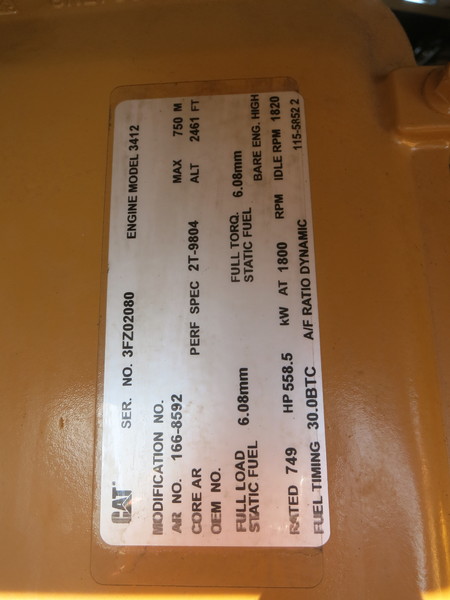 CAT SER. NO. 3FZ02080 ENGINE MODEL 3412
MODIFICATION NO.
AR NO. 166-8592 MAX 750 M
CORE AR PERF SPEC 2T-9804 ALT 2461 FT
OEM NO.
FULL LOAD FULL TORQ.
STATIC FUEL 6.08mm STATIC FUEL 6.08mm
BARE ENG. HIGH
RATED 749 HP 558.5 kW AT 1800 RPM IDLE RPM 1820
FUEL TIMING 30.0BTC A/F RATIO DYNAMIC 115-5852 2